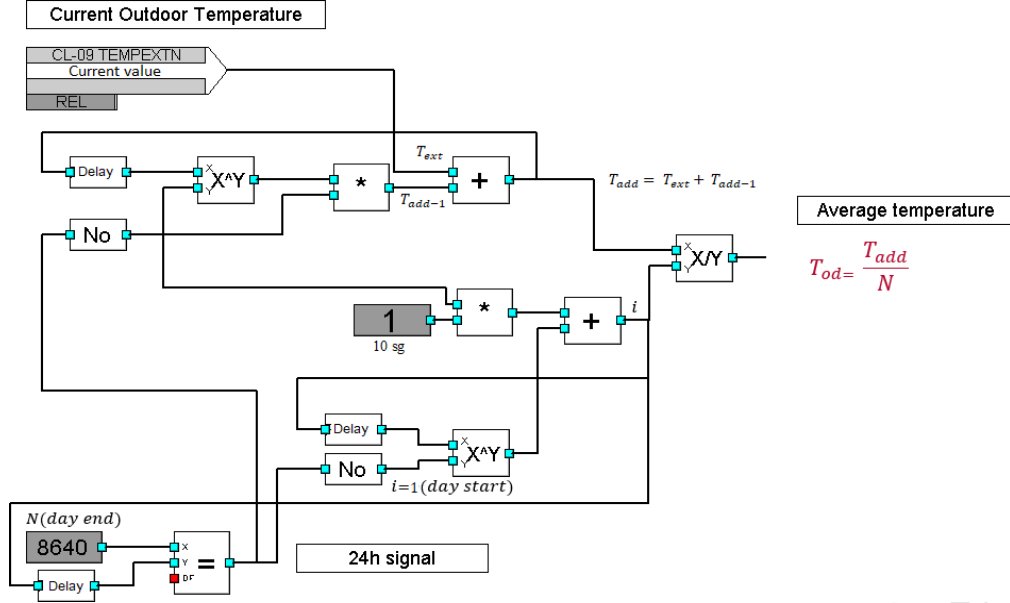 Current Outdoor Temperature
CL-09 TEMPEXTN
Current value
REL
Delay
X
Y
X^Y
*
T_ext
T_add−1
+
T_add = T_ext + T_add−1
Average temperature
No
X
Y
X/Y
T_od= T_add / N
1
10 sg
*
+
i
Delay
X
Y
X^Y
No
i=1(day start)
N(day end)
8640
X
Y
=
DF
24h signal
Delay